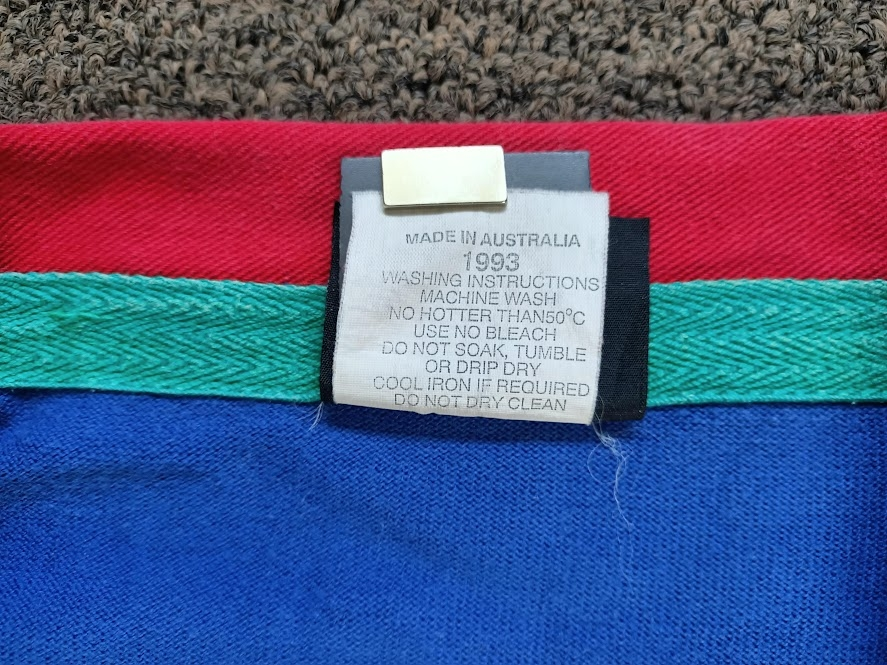 MADE IN AUSTRALIA
1993
WASHING INSTRUCTIONS
MACHINE WASH
NO HOTTER THAN50°C
USE NO BLEACH
DO NOT SOAK, TUMBLE
OR DRIP DRY
COOL IRON IF REQUIRED
DO NOT DRY CLEAN